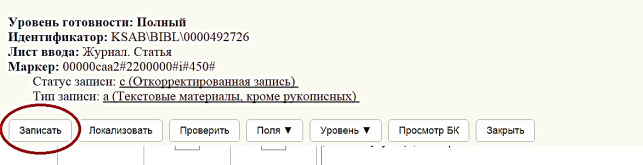 Уровень готовности: Полный
Идентификатор: KSAB\BIBL\0000492726
Лист ввода: Журнал. Статья
Маркер: 00000caa2#2200000#i#450#
Статус записи: c (Откорректированная запись)
Тип записи: a (Текстовые материалы, кроме рукописных)
Записать Локализовать Проверить Поля ▼ Уровень ▼ Просмотр БК Закрыть